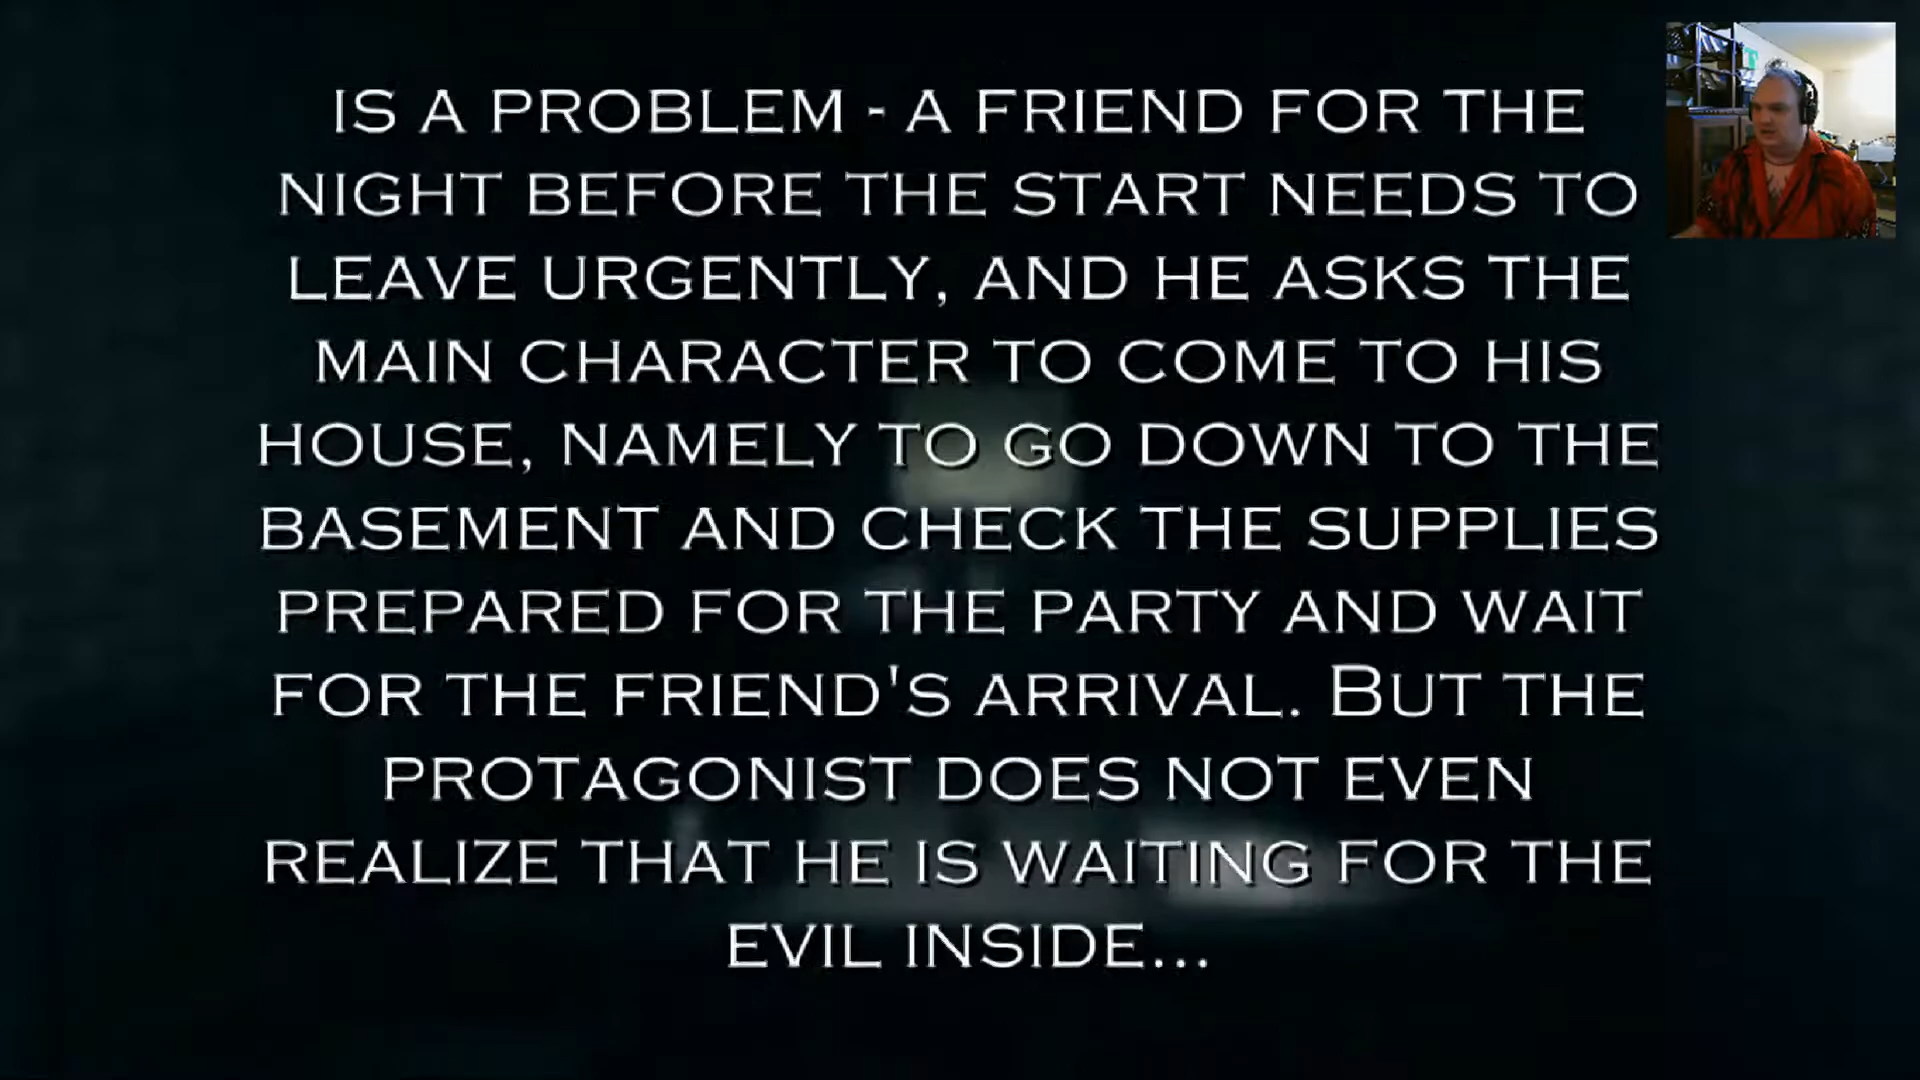 IS A PROBLEM - A FRIEND FOR THE
NIGHT BEFORE THE START NEEDS TO
LEAVE URGENTLY, AND HE ASKS THE
MAIN CHARACTER TO COME TO HIS
HOUSE, NAMELY TO GO DOWN TO THE
BASEMENT AND CHECK THE SUPPLIES
PREPARED FOR THE PARTY AND WAIT
FOR THE FRIEND'S ARRIVAL. BUT THE
PROTAGONIST DOES NOT EVEN
REALIZE THAT HE IS WAITING FOR THE
EVIL INSIDE...